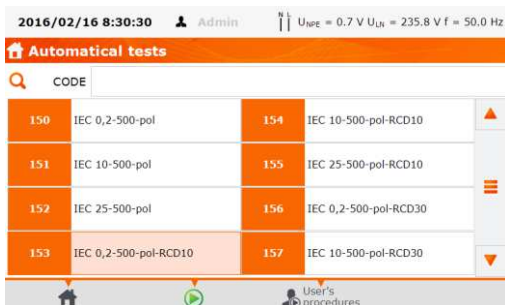 2016/02/16 8:30:30 Admin N L U_NPE = 0.7 V U_LN = 235.8 V f = 50.0 Hz
Automatical tests
CODE
150 IEC 0,2-500-pol 154 IEC 10-500-pol-RCD10
151 IEC 10-500-pol 155 IEC 25-500-pol-RCD10
152 IEC 25-500-pol 156 IEC 0,2-500-pol-RCD30
153 IEC 0,2-500-pol-RCD10 157 IEC 10-500-pol-RCD30
User's
procedures